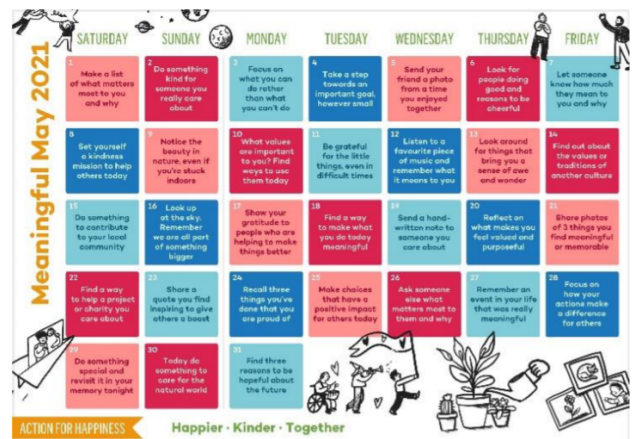 Meaningful May 2021
SATURDAY
SUNDAY
MONDAY
TUESDAY
WEDNESDAY
THURSDAY
FRIDAY
1
Make a list
of what matters
most to you
and why
2
Do something
kind for
someone you
really care
about
3
Focus on
what you can
do rather
than what
you can't do
4
Take a step
towards an
important goal,
however small
5
Send your
friend a photo
from a time
you enjoyed
together
6
Look for
people doing
good and
reasons to be
cheerful
7
Let someone
know how much
they mean to
you and why
8
Set yourself
a kindness
mission to help
others today
9
Notice the
beauty in
nature, even if
you're stuck
indoors
10
What values
are important
to you? Find
ways to use
them today
11
Be grateful
for the little
things, even in
difficult times
12
Listen to a
favourite piece
of music and
remember what
it means to you
13
Look around
for things that
bring you a
sense of awe
and wonder
14
Find out about
the values or
traditions of
another culture
15
Do something
to contribute
to your local
community
16
Look up
at the sky.
Remember
we are all part
of something
bigger
17
Show your
gratitude to
people who are
helping to make
things better
18
Find a way
to make what
you do today
meaningful
19
Send a hand-
written note to
someone you
care about
20
Reflect on
what makes you
feel valued and
purposeful
21
Share photos
of 3 things you
find meaningful
or memorable
22
Find a way
to help a project
or charity you
care about
23
Share a
quote you find
inspiring to give
others a boost
24
Recall three
things you've
done that you
are proud of
25
Make choices
that have a
positive impact
for others today
26
Ask someone
else what
matters most to
them and why
27
Remember an
event in your life
that was really
meaningful
28
Focus on
how your
actions make
a difference
for others
29
Do something
special and
revisit it in your
memory tonight
30
Today do
something to
care for the
natural world
31
Find three
reasons to be
hopeful about
the future
ACTION FOR HAPPINESS
Happier · Kinder · Together